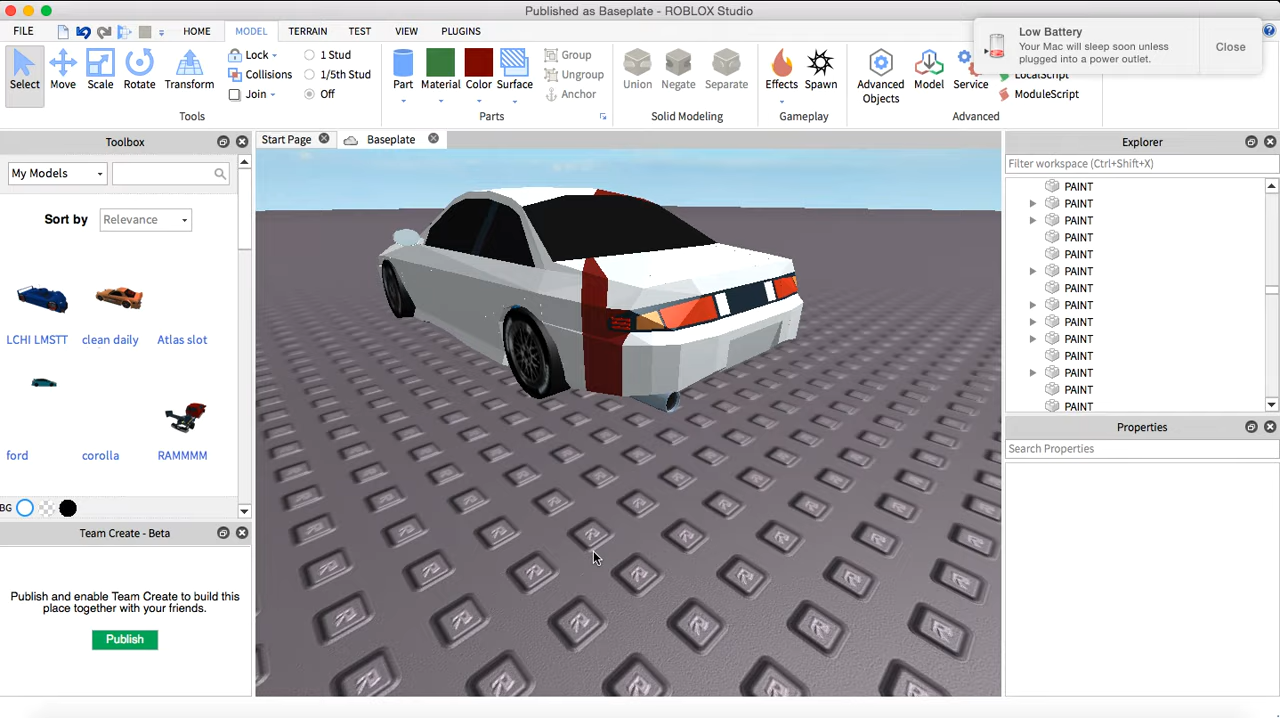 Published as Baseplate - ROBLOX Studio
FILE
HOME
MODEL
TERRAIN
TEST
VIEW
PLUGINS
Low Battery
Your Mac will sleep soon unless
plugged into a power outlet.
Close
Select
Move
Scale
Rotate
Transform
Lock
Collisions
Join
1 Stud
1/5th Stud
Off
Tools
Part
Material
Color
Surface
Group
Ungroup
Anchor
Parts
Union
Negate
Separate
Solid Modeling
Effects
Spawn
Gameplay
Advanced
Objects
Model
Service
LocalScript
ModuleScript
Advanced
Toolbox
My Models
Sort by
Relevance
LCHI LMSTT
clean daily
Atlas slot
ford
corolla
RAMMMM
BG
Team Create - Beta
Publish and enable Team Create to build this
place together with your friends.
Publish
Start Page
Baseplate
Explorer
Filter workspace (Ctrl+Shift+X)
PAINT
PAINT
PAINT
PAINT
PAINT
PAINT
PAINT
PAINT
PAINT
PAINT
PAINT
PAINT
PAINT
PAINT
Properties
Search Properties